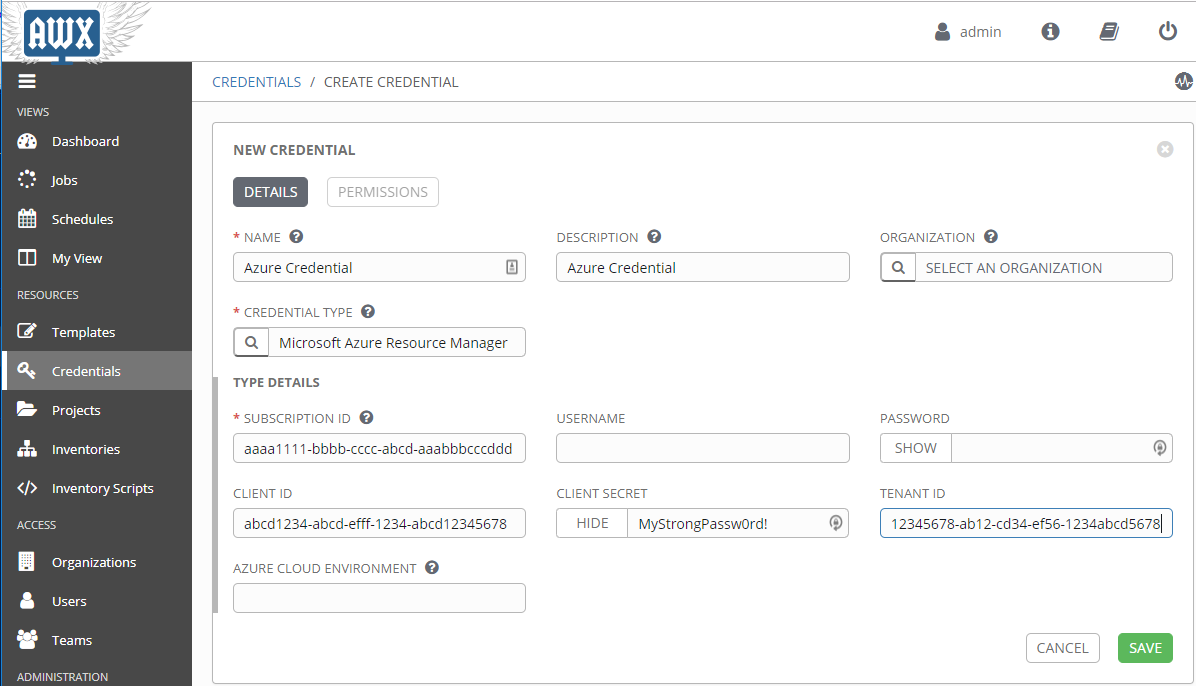 AWX
admin
CREDENTIALS / CREATE CREDENTIAL
VIEWS
Dashboard
Jobs
Schedules
My View
RESOURCES
Templates
Credentials
Projects
Inventories
Inventory Scripts
ACCESS
Organizations
Users
Teams
ADMINISTRATION
NEW CREDENTIAL
DETAILS PERMISSIONS
* NAME DESCRIPTION ORGANIZATION
Azure Credential Azure Credential SELECT AN ORGANIZATION
* CREDENTIAL TYPE
Microsoft Azure Resource Manager
TYPE DETAILS
* SUBSCRIPTION ID USERNAME PASSWORD
aaaa1111-bbbb-cccc-abcd-aaabbbcccddd SHOW
CLIENT ID CLIENT SECRET TENANT ID
abcd1234-abcd-efff-1234-abcd12345678 HIDE MyStrongPassw0rd! 12345678-ab12-cd34-ef56-1234abcd5678
AZURE CLOUD ENVIRONMENT
CANCEL SAVE